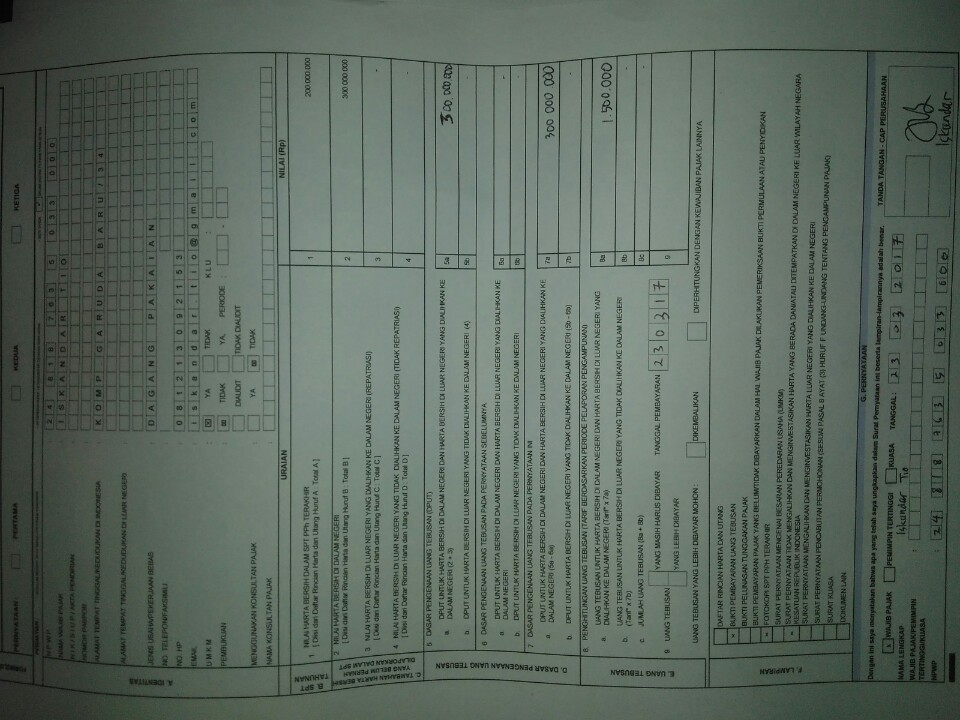 PERNYATAAN PERTAMA KEDUA KETIGA
A. IDENTITAS
N P W P 2 4 8 1 8 7 6 3 5 0 3 3 0 0 0
NAMA WAJIB PAJAK I S K A N D A R T I O
NOMOR PASPOR
ALAMAT TEMPAT TINGGAL/KEDUDUKAN DI INDONESIA K O M P G A R U D A B A R U I / 3 4
ALAMAT TEMPAT TINGGAL/KEDUDUKAN DI LUAR NEGERI
JENIS USAHA/PEKERJAAN BEBAS D A G A N G P A K A I A N
NO. TELEPON/FAKSIMILI
NO. HP 0 8 1 2 1 3 0 9 2 1 5 3
EMAIL i s k a n d a r t i o @ g m a i l . c o m
U M K M X YA TIDAK KLU :
PEMBUKUAN TIDAK YA, PERIODE : -
DIAUDIT TIDAK DIAUDIT
MENGGUNAKAN KONSULTAN PAJAK YA TIDAK
NAMA KONSULTAN PAJAK
URAIAN NILAI (Rp)
B. SPT TAHUNAN
1 NILAI HARTA BERSIH DALAM SPT PPH TERAKHIR 1 200 000 000
[ Diisi dari Daftar Rincian Harta dan Utang Huruf A : Total A ]
C. TAMBAHAN HARTA BERSIH YANG BELUM PERNAH DILAPORKAN DALAM SPT
2 NILAI HARTA BERSIH DI DALAM NEGERI 2 300 000 000
[ Diisi dari Daftar Rincian Harta dan Utang Huruf B : Total B ]
3 NILAI HARTA BERSIH DI LUAR NEGERI YANG DIALIHKAN KE DALAM NEGERI (REPATRIASI) 3 -
[ Diisi dari Daftar Rincian Harta dan Utang Huruf C : Total C ]
4 NILAI HARTA BERSIH DI LUAR NEGERI YANG TIDAK DIALIHKAN KE DALAM NEGERI (TIDAK REPATRIASI) 4 -
[ Diisi dari Daftar Rincian Harta dan Utang Huruf D : Total D ]
D. DASAR PENGENAAN UANG TEBUSAN
5 DASAR PENGENAAN UANG TEBUSAN (DPUT)
a. DPUT UNTUK HARTA BERSIH DI DALAM NEGERI DAN HARTA BERSIH DI LUAR NEGERI YANG DIALIHKAN KE DALAM NEGERI (2 + 3) 5a 300.000.000
b. DPUT UNTUK HARTA BERSIH DI LUAR NEGERI YANG TIDAK DIALIHKAN KE DALAM NEGERI (4) 5b -
6 DASAR PENGENAAN UANG TEBUSAN PADA PERNYATAAN SEBELUMNYA
a. DPUT UNTUK HARTA BERSIH DI DALAM NEGERI DAN HARTA BERSIH DI LUAR NEGERI YANG DIALIHKAN KE DALAM NEGERI 6a -
b. DPUT UNTUK HARTA BERSIH DI LUAR NEGERI YANG TIDAK DIALIHKAN KE DALAM NEGERI 6b -
7 DASAR PENGENAAN UANG TEBUSAN PADA PERNYATAAN INI
a. DPUT UNTUK HARTA BERSIH DI DALAM NEGERI DAN HARTA BERSIH DI LUAR NEGERI YANG DIALIHKAN KE DALAM NEGERI (5a - 6a) 7a 300 000.000
b. DPUT UNTUK HARTA BERSIH DI LUAR NEGERI YANG TIDAK DIALIHKAN KE DALAM NEGERI (5b - 6b) 7b -
E. UANG TEBUSAN
8 PENGHITUNGAN UANG TEBUSAN (TARIF BERDASARKAN PERIODE PELAPORAN PENGAMPUNAN)
a. UANG TEBUSAN UNTUK HARTA BERSIH DI DALAM NEGERI DAN HARTA BERSIH DI LUAR NEGERI YANG DIALIHKAN KE DALAM NEGERI (Tarif* x 7a) 8a 1.500.000
b. UANG TEBUSAN UNTUK HARTA BERSIH DI LUAR NEGERI YANG TIDAK DIALIHKAN KE DALAM NEGERI (Tarif* x 7b) 8b -
c. JUMLAH UANG TEBUSAN (8a + 8b) 8c
9 UANG TEBUSAN YANG MASIH HARUS DIBAYAR TANGGAL PEMBAYARAN 2 3 0 3 1 7 9
YANG LEBIH DIBAYAR
UANG TEBUSAN YANG LEBIH DIBAYAR MOHON DIKEMBALIKAN DIPERHITUNGKAN DENGAN KEWAJIBAN PAJAK LAINNYA
F. LAMPIRAN
DAFTAR RINCIAN HARTA DAN UTANG
BUKTI PEMBAYARAN UANG TEBUSAN
BUKTI PELUNASAN TUNGGAKAN PAJAK
BUKTI PEMBAYARAN PAJAK YANG BELUM/TIDAK DIBAYARKAN DALAM HAL WAJIB PAJAK DILAKUKAN PEMERIKSAAN BUKTI PERMULAAN ATAU PENYIDIKAN
FOTOKOPI SPT PPH TERAKHIR
SURAT PERNYATAAN MENGENAI BESARAN PEREDARAN USAHA (UMKM)
SURAT PERNYATAAN TIDAK MENGALIHKAN DAN MENGINVESTASIKAN HARTA YANG BERADA DAN/ATAU DITEMPATKAN DI DALAM NEGERI KE LUAR WILAYAH NEGARA KESATUAN REPUBLIK INDONESIA
SURAT PERNYATAAN MENGALIHKAN DAN MENGINVESTASIKAN HARTA LUAR NEGERI YANG DIALIHKAN KE DALAM NEGERI
SURAT PERNYATAAN PENCABUTAN PERMOHONAN (SESUAI PASAL 8 AYAT (3) HURUF F UNDANG-UNDANG TENTANG PENGAMPUNAN PAJAK)
SURAT KUASA
DOKUMEN LAIN
G. PERNYATAAN
Dengan ini saya menyatakan bahwa apa yang telah saya ungkapkan dalam Surat Pernyataan ini beserta lampiran-lampirannya adalah benar.
x WAJIB PAJAK PEMIMPIN TERTINGGI KUASA TANGGAL : 23 - 03 2017 TANDA TANGAN - CAP PERUSAHAAN
NAMA LENGKAP : Iskandar Tio
WAJIB PAJAK/PEMIMPIN TERTINGGI/KUASA
NPWP : 24 818 763 5 033 000
Iskandar